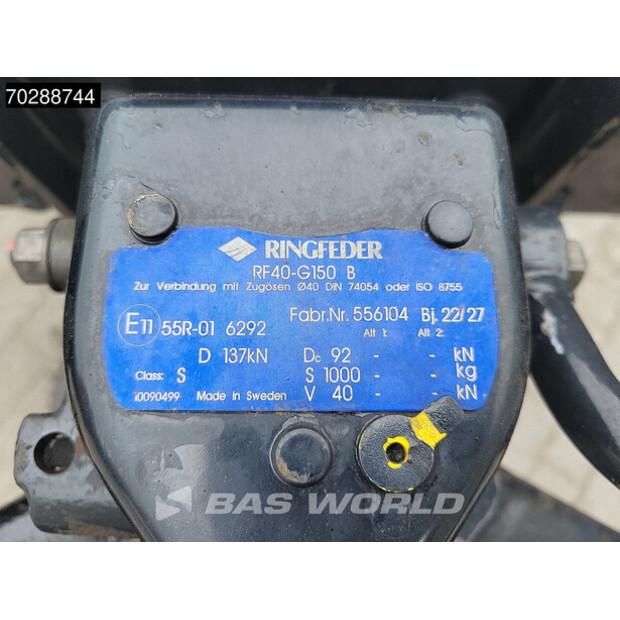 70288744
RINGFEDER
RF40-G150 B
Zur Verbindung mit Zugösen Ø40 DIN 74054 oder ISO 8755
E11 55R-01 6292 Fabr.Nr. 556104 Bj. 22/27
Alt 1: Alt 2:
D 137kN Dc 92 - - kN
Class: S S 1000 - - kg
i0090499 Made in Sweden V 40 - - kN
BAS WORLD